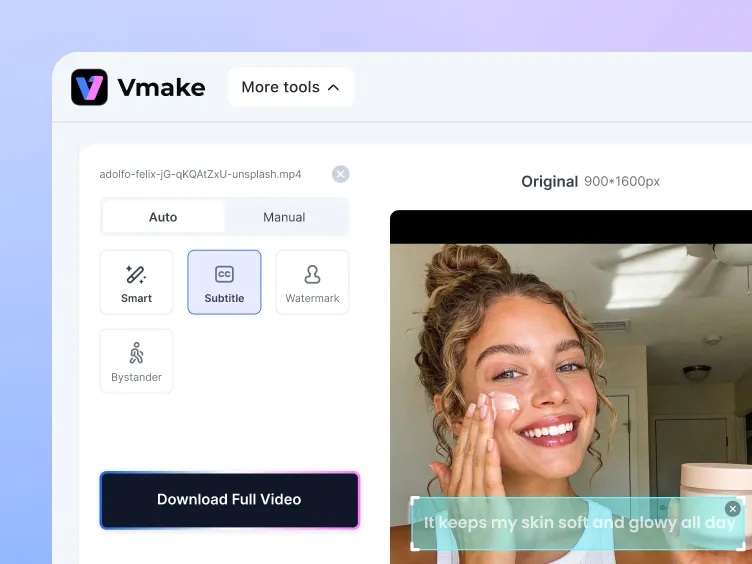 Vmake
More tools
adolfo-felix-jG-qKQAtZxU-unsplash.mp4
Original 900*1600px
Auto
Manual
Smart
CC
Subtitle
Watermark
Bystander
Download Full Video
It keeps my skin soft and glowy all day